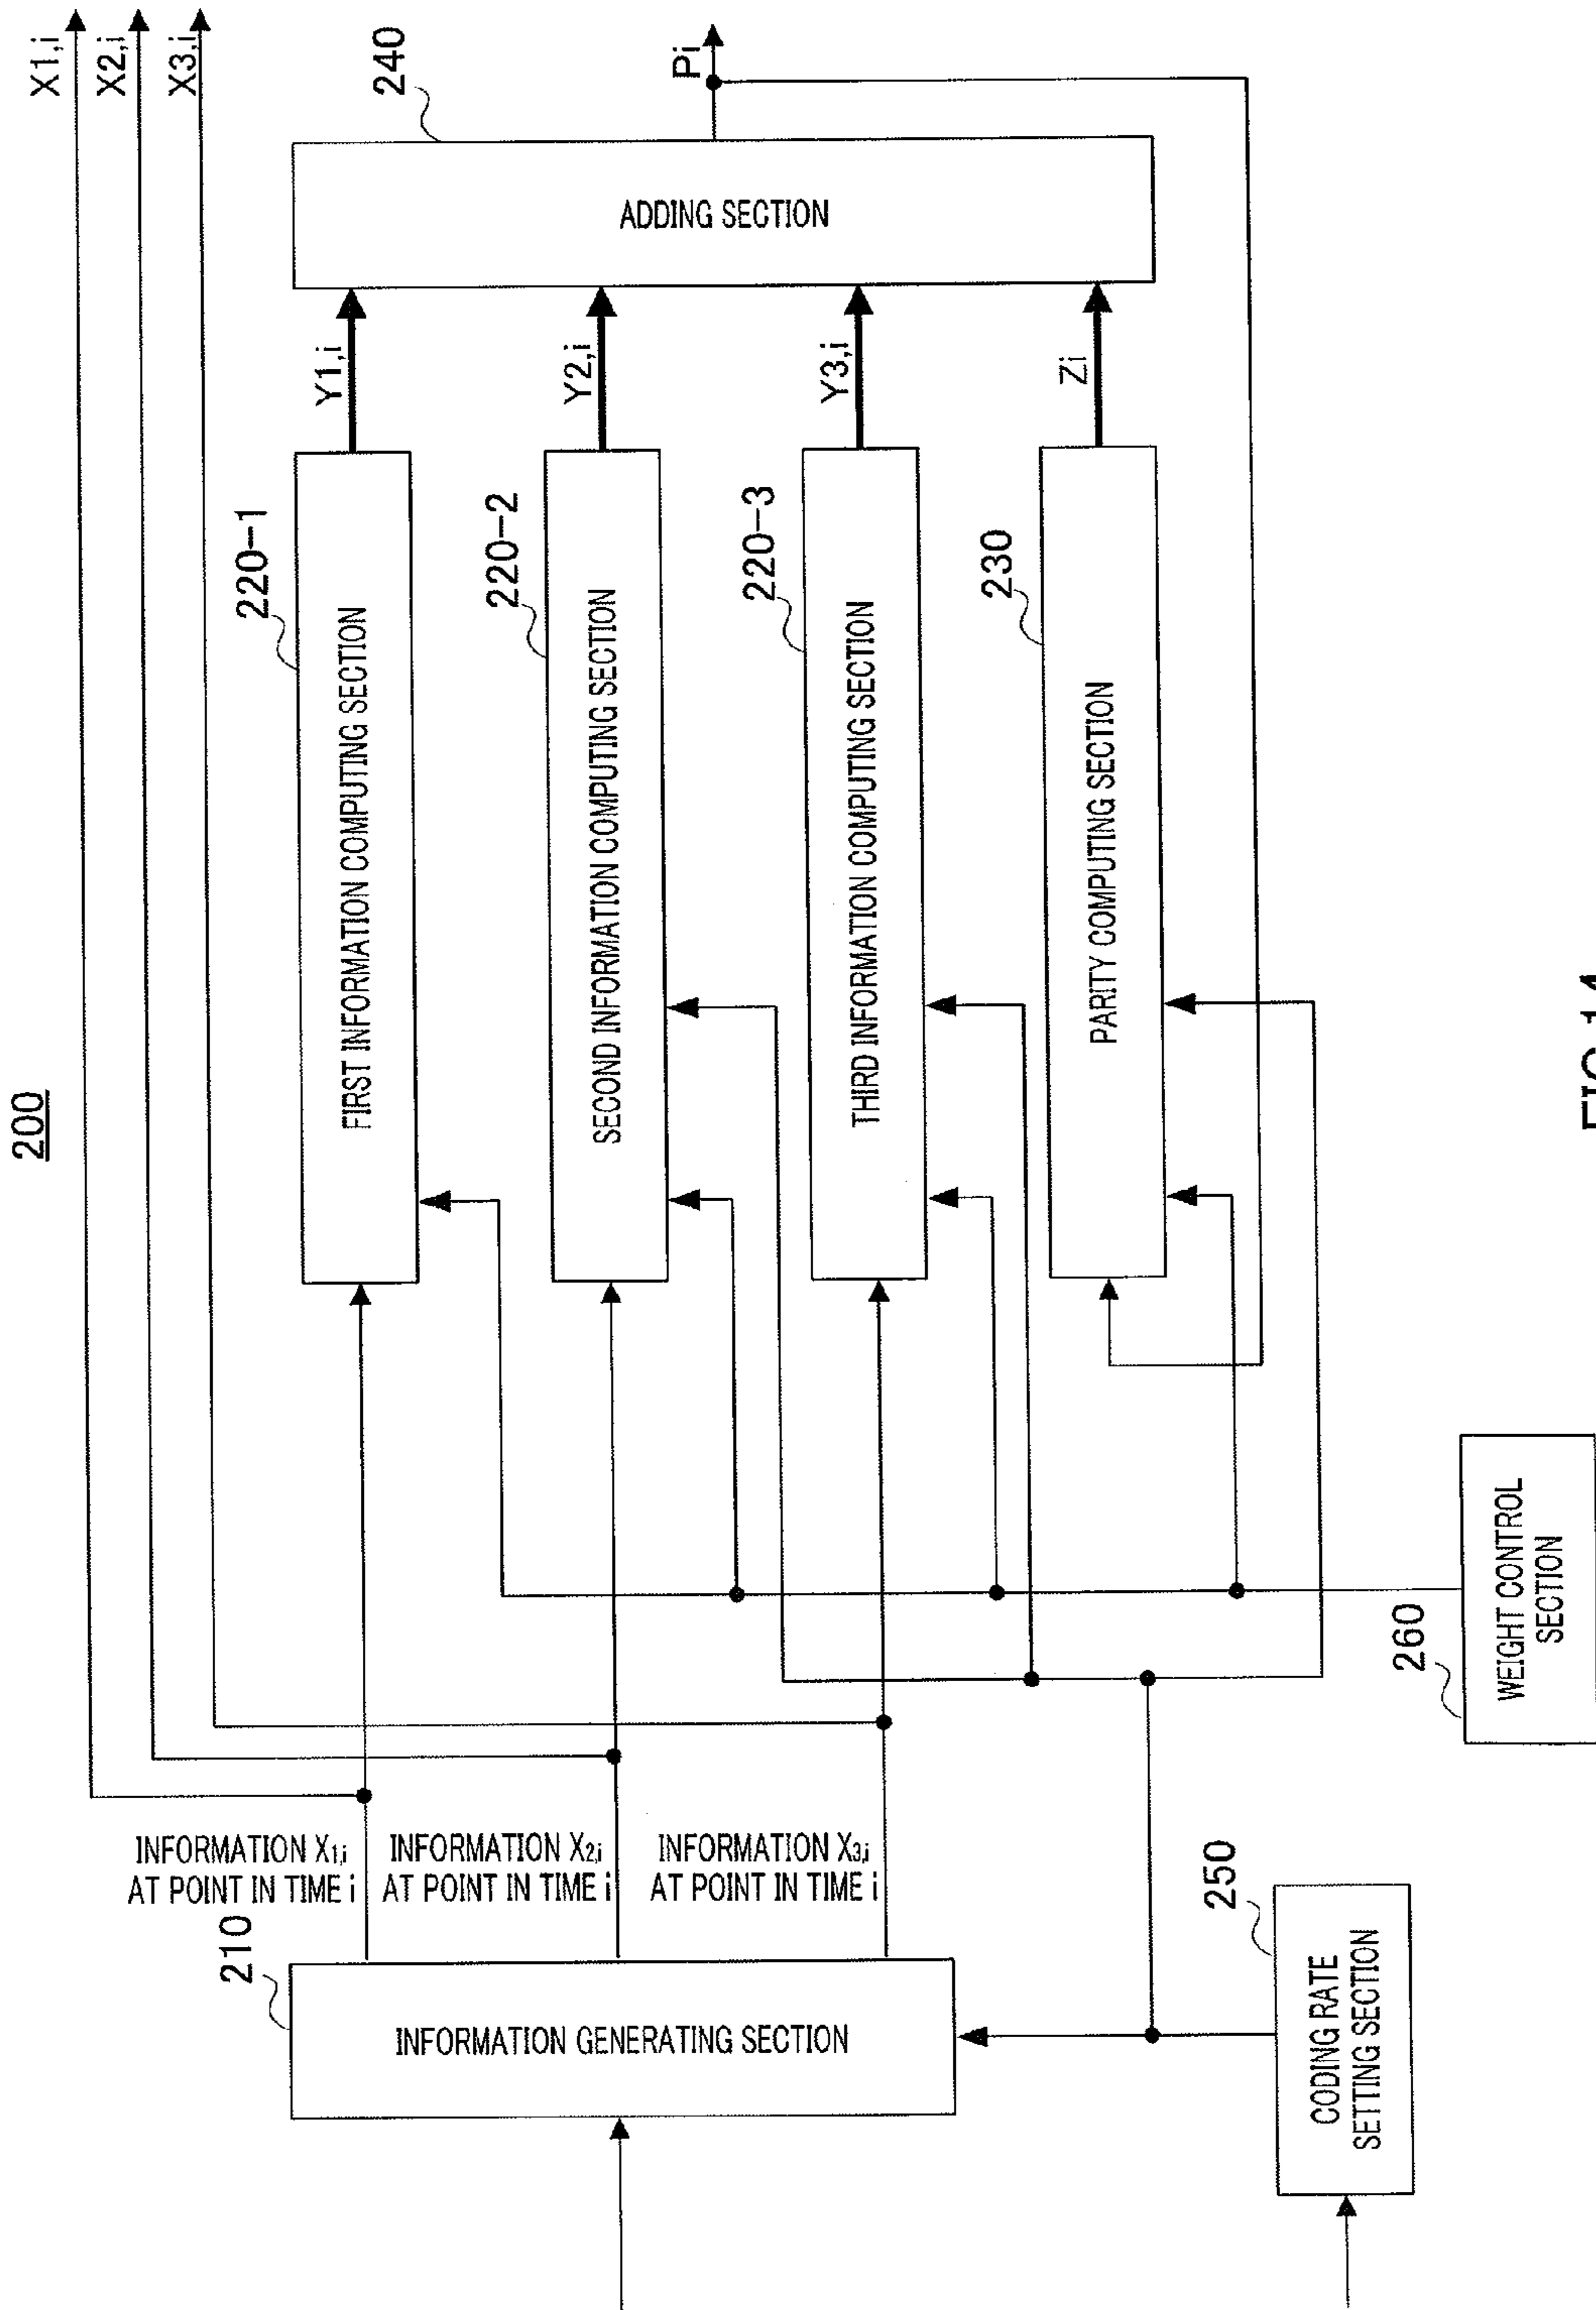 200
X1,i
X2,i
X3,i
INFORMATION X1,i
AT POINT IN TIME i
INFORMATION X2,i
AT POINT IN TIME i
INFORMATION X3,i
AT POINT IN TIME i
210
INFORMATION GENERATING SECTION
220-1
FIRST INFORMATION COMPUTING SECTION
Y1,i
220-2
SECOND INFORMATION COMPUTING SECTION
Y2,i
220-3
THIRD INFORMATION COMPUTING SECTION
Y3,i
230
PARITY COMPUTING SECTION
Zi
240
ADDING SECTION
Pi
250
CODING RATE
SETTING SECTION
260
WEIGHT CONTROL
SECTION